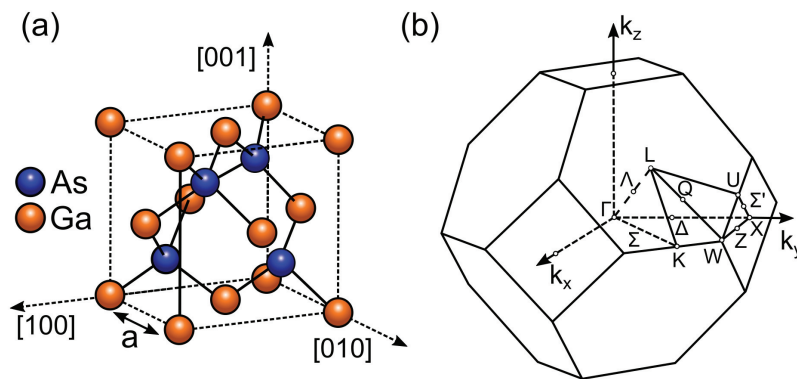 (a)
[001]
As
Ga
[100]
a
[010]
(b)
kz
L
Λ
Q
U
Σ'
Γ
Δ
X
Σ
Z
ky
K
W
kx